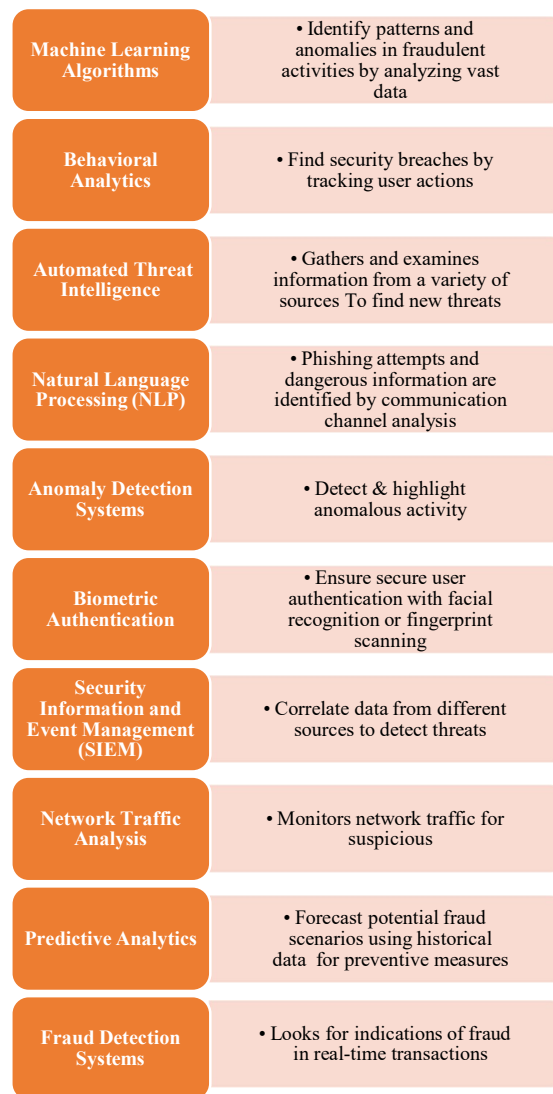 Machine Learning
Algorithms
• Identify patterns and
anomalies in fraudulent
activities by analyzing vast
data
Behavioral
Analytics
• Find security breaches by
tracking user actions
Automated Threat
Intelligence
• Gathers and examines
information from a variety of
sources To find new threats
Natural Language
Processing (NLP)
• Phishing attempts and
dangerous information are
identified by communication
channel analysis
Anomaly Detection
Systems
• Detect & highlight
anomalous activity
Biometric
Authentication
• Ensure secure user
authentication with facial
recognition or fingerprint
scanning
Security
Information and
Event Management
(SIEM)
• Correlate data from different
sources to detect threats
Network Traffic
Analysis
• Monitors network traffic for
suspicious
Predictive Analytics
• Forecast potential fraud
scenarios using historical
data for preventive measures
Fraud Detection
Systems
• Looks for indications of fraud
in real-time transactions